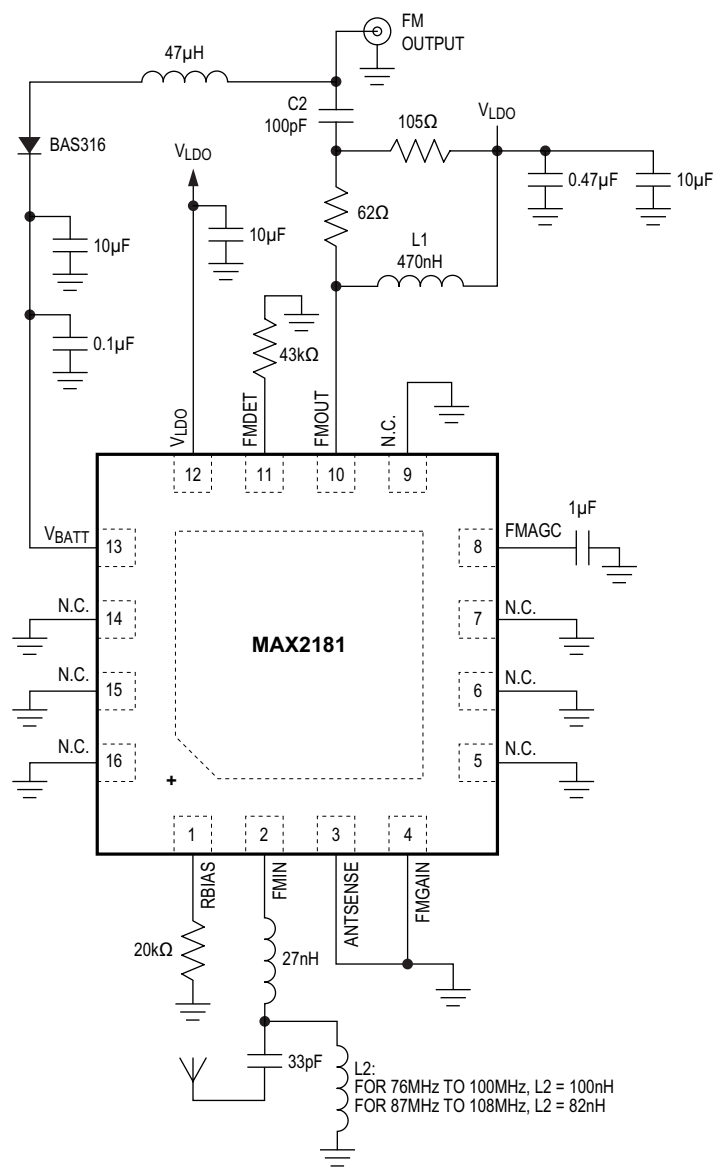 FM
OUTPUT
47µH
C2
100pF
105Ω
VLDO
BAS316
VLDO
0.47µF
10µF
62Ω
10µF
10µF
L1
470nH
0.1µF
43kΩ
VLDO
FMDET
FMOUT
N.C.
12
11
10
9
1µF
VBATT
13
8
FMAGC
N.C.
14
7
N.C.
MAX2181
N.C.
15
6
N.C.
N.C.
16
5
N.C.
+
1
2
3
4
RBIAS
FMIN
ANTSENSE
FMGAIN
20kΩ
27nH
33pF
L2:
FOR 76MHz TO 100MHz, L2 = 100nH
FOR 87MHz TO 108MHz, L2 = 82nH